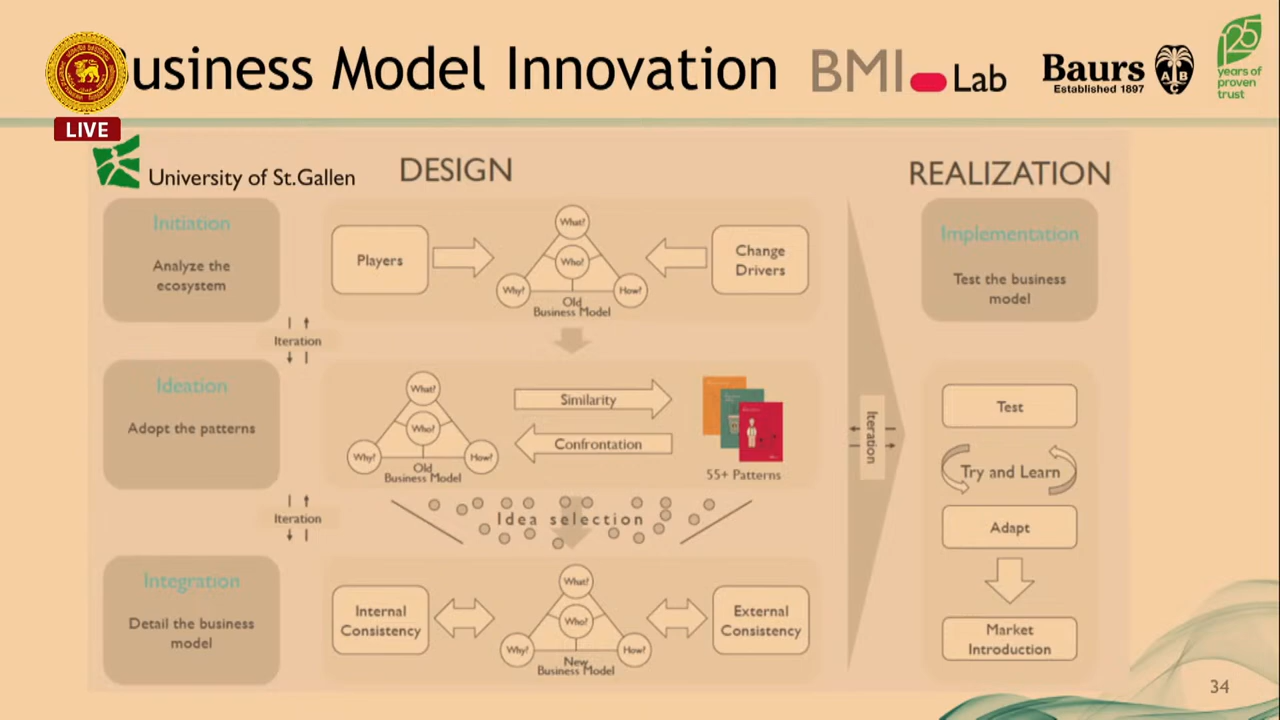 usiness Model Innovation
BMI Lab
Baurs
Established 1897
ABC
125
years of
proven
trust
LIVE
University of St.Gallen
DESIGN
REALIZATION
Initiation
Analyze the
ecosystem
Players
What?
Who?
Why?
How?
Old
Business Model
Change
Drivers
Implementation
Test the business
model
Iteration
Ideation
Adopt the patterns
What?
Who?
Why?
How?
Old
Business Model
Similarity
Confrontation
55+ Patterns
Iteration
Test
Try and Learn
Adapt
Market
Introduction
Iteration
Idea selection
Integration
Detail the business
model
Internal
Consistency
What?
Who?
Why?
How?
New
Business Model
External
Consistency
34